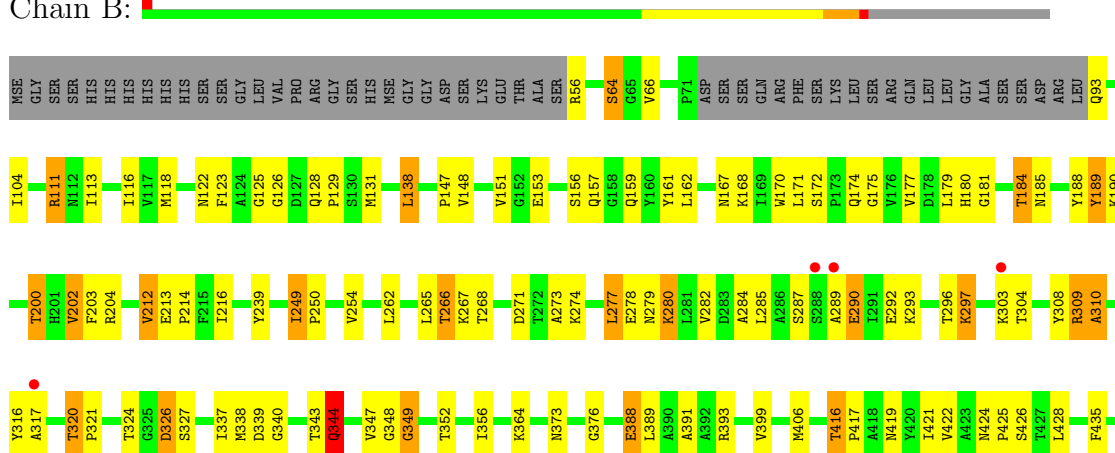 Chain B:
MSE GLY SER SER HIS HIS HIS HIS HIS HIS SER SER GLY LEU VAL PRO ARG GLY SER HIS MSE GLY GLY ASP SER LYS GLU THR ALA SER R56 S64 G65 V66 P71 ASP SER SER GLN ARG PHE SER LYS LEU SER ARG GLN LEU LEU GLY ALA SER SER ASP ARG LEU Q93
I104 R111 N112 I113 I116 V117 M118 N122 F123 A124 G125 G126 D127 Q128 P129 S130 M131 L138 P147 V148 V151 G152 E153 S156 Q157 G158 Q159 Y160 Y161 L162 N167 K168 I169 W170 L171 S172 P173 Q174 G175 V176 V177 D178 L179 H180 G181 T184 N185 Y188 Y189 K190
T200 H201 V202 F203 R204 V212 E213 P214 F215 I216 Y239 I249 P250 V254 L262 L265 T266 K267 T268 D271 T272 A273 K274 L277 E278 N279 K280 L281 V282 D283 A284 L285 A286 S287 S288 A289 E290 I291 E292 K293 T296 K297 K303 T304 Y308 R309 A310
Y316 A317 T320 P321 T324 G325 D326 S327 I337 M338 D339 G340 T343 Q344 V347 G348 G349 T352 I356 K364 N373 G376 E388 L389 A390 A391 A392 R393 V399 M406 T416 P417 A418 N419 Y420 I421 V422 A423 N424 P425 S426 T427 L428 F435